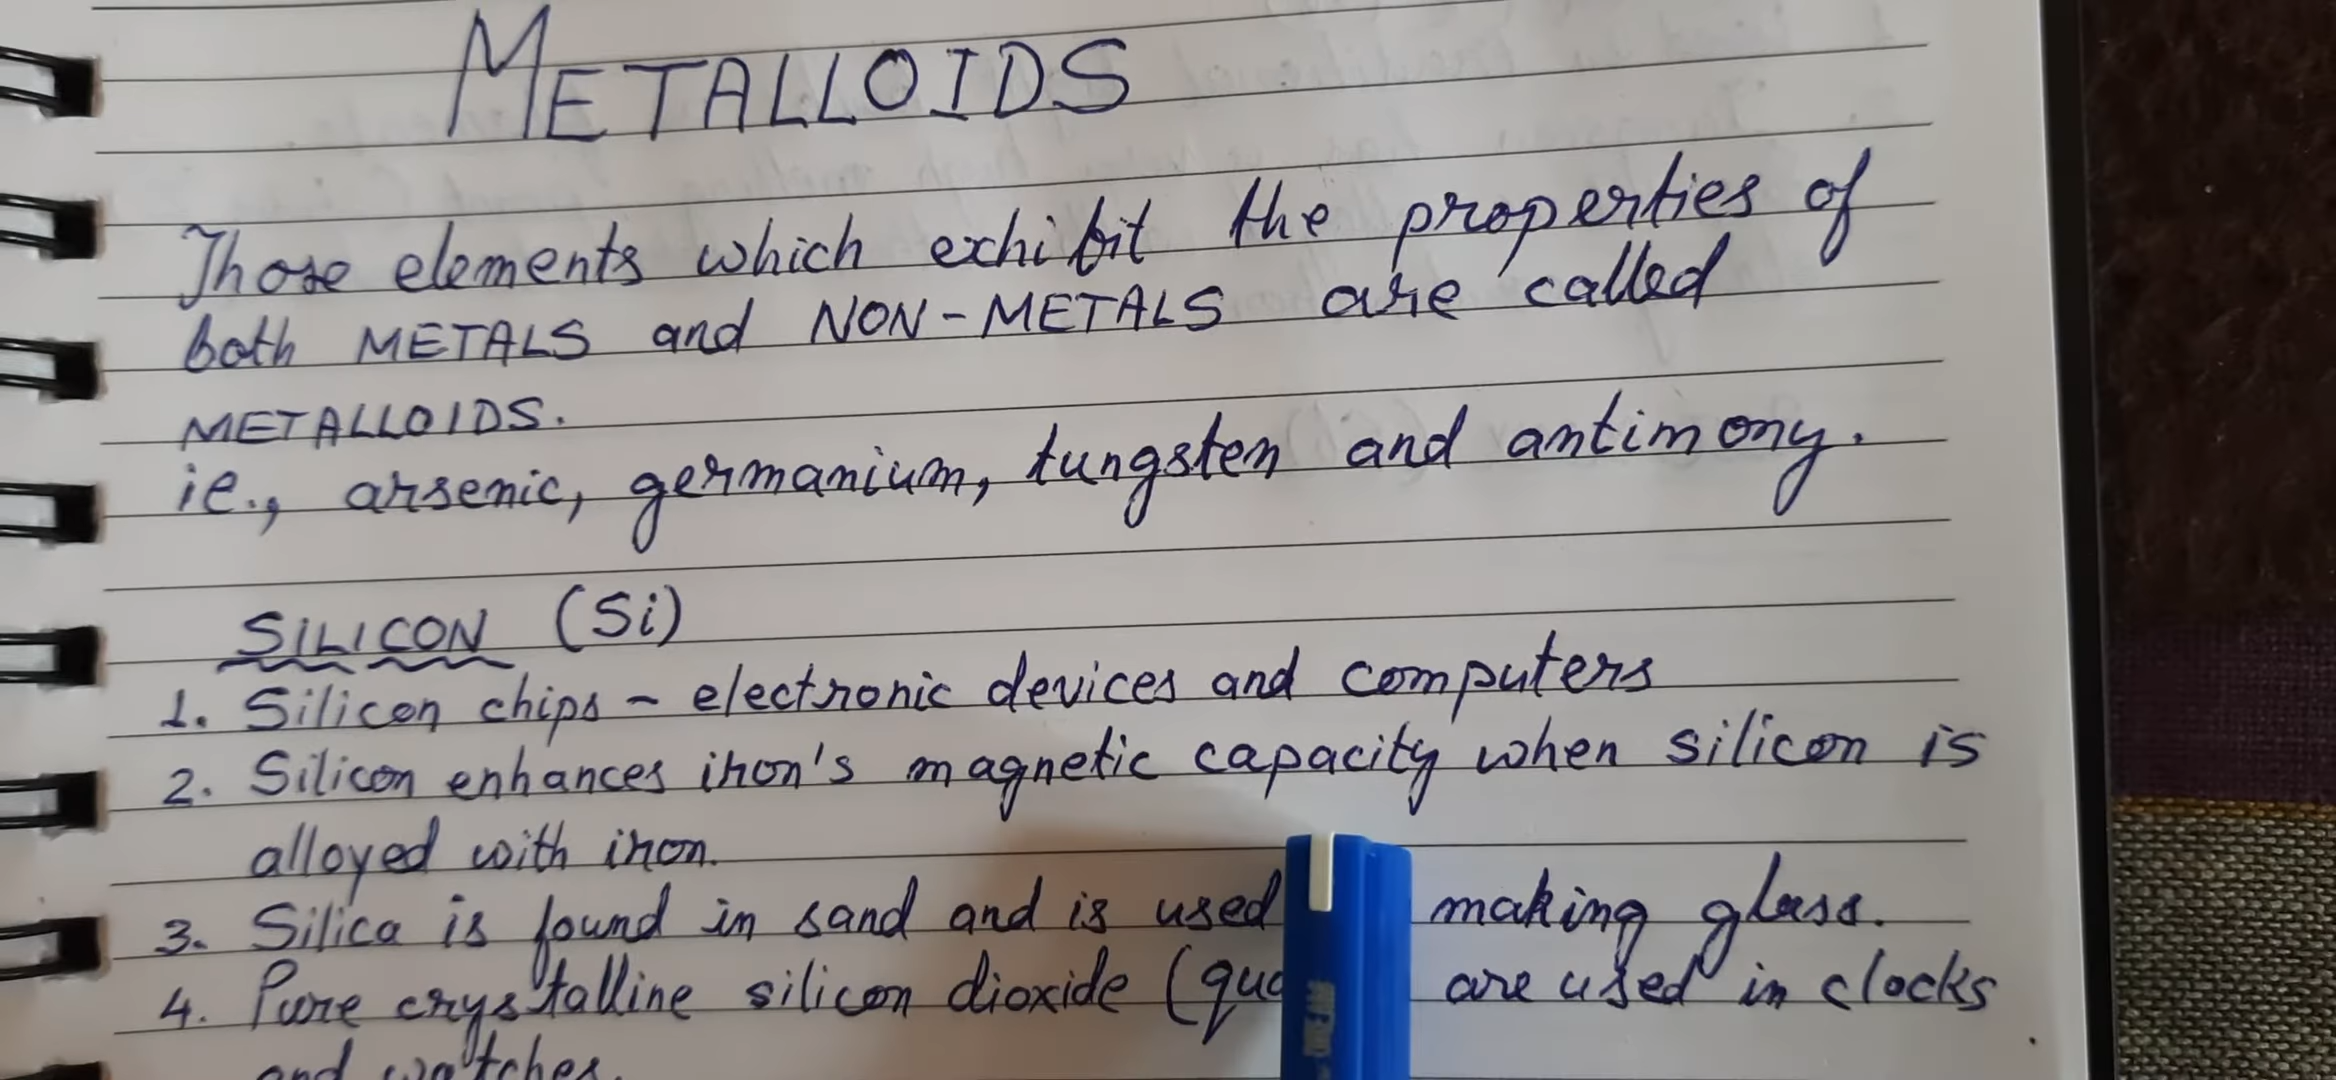 METALLOIDS
Those elements which exhibit the properties of
both METALS and NON-METALS are called
METALLOIDS.
ie., arsenic, germanium, tungsten and antimony.
SILICON (Si)
1. Silicon chips - electronic devices and computers
2. Silicon enhances iron's magnetic capacity when silicon is
alloyed with iron.
3. Silica is found in sand and is used making glass.
4. Pure crystalline silicon dioxide ( are used in clocks
and watches.